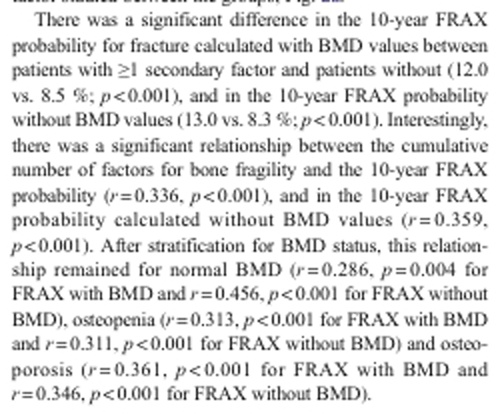 There was a significant difference in the 10-year FRAX
probability for fracture calculated with BMD values between
patients with ≥1 secondary factor and patients without (12.0
vs. 8.5 %; p<0.001), and in the 10-year FRAX probability
without BMD values (13.0 vs. 8.3 %; p<0.001). Interestingly,
there was a significant relationship between the cumulative
number of factors for bone fragility and the 10-year FRAX
probability (r=0.336, p<0.001), and in the 10-year FRAX
probability calculated without BMD values (r=0.359,
p<0.001). After stratification for BMD status, this relation-
ship remained for normal BMD (r=0.286, p=0.004 for
FRAX with BMD and r=0.456, p<0.001 for FRAX without
BMD), osteopenia (r=0.313, p<0.001 for FRAX with BMD
and r=0.311, p<0.001 for FRAX without BMD) and osteo-
porosis (r=0.361, p<0.001 for FRAX with BMD and
r=0.346, p<0.001 for FRAX without BMD).